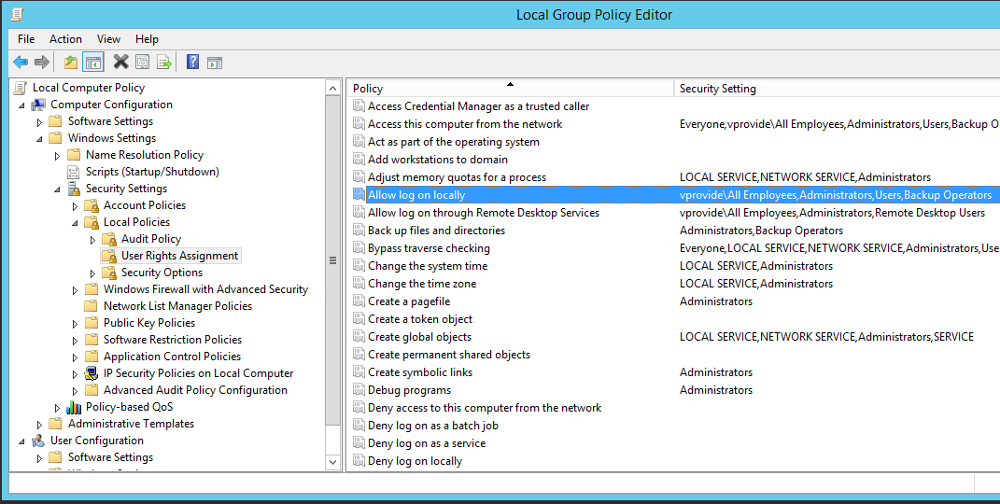 Local Group Policy Editor
File Action View Help
Local Computer Policy
Computer Configuration
Software Settings
Windows Settings
Name Resolution Policy
Scripts (Startup/Shutdown)
Security Settings
Account Policies
Local Policies
Audit Policy
User Rights Assignment
Security Options
Windows Firewall with Advanced Security
Network List Manager Policies
Public Key Policies
Software Restriction Policies
Application Control Policies
IP Security Policies on Local Computer
Advanced Audit Policy Configuration
Policy-based QoS
Administrative Templates
User Configuration
Software Settings
Policy Security Setting
Access Credential Manager as a trusted caller
Access this computer from the network Everyone,vprovide\All Employees,Administrators,Users,Backup O
Act as part of the operating system
Add workstations to domain
Adjust memory quotas for a process LOCAL SERVICE,NETWORK SERVICE,Administrators
Allow log on locally vprovide\All Employees,Administrators,Users,Backup Operators
Allow log on through Remote Desktop Services vprovide\All Employees,Administrators,Remote Desktop Users
Back up files and directories Administrators,Backup Operators
Bypass traverse checking Everyone,LOCAL SERVICE,NETWORK SERVICE,Administrators,Use
Change the system time LOCAL SERVICE,Administrators
Change the time zone LOCAL SERVICE,Administrators
Create a pagefile Administrators
Create a token object
Create global objects LOCAL SERVICE,NETWORK SERVICE,Administrators,SERVICE
Create permanent shared objects
Create symbolic links Administrators
Debug programs Administrators
Deny access to this computer from the network
Deny log on as a batch job
Deny log on as a service
Deny log on locally